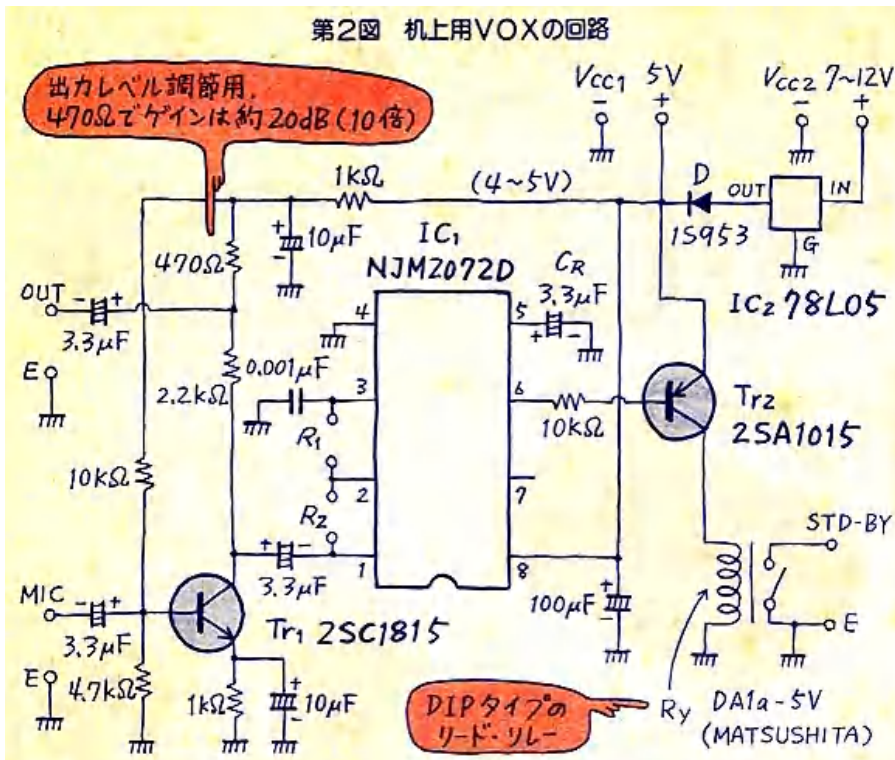 第2図 机上用VOXの回路
出力レベル調節用.
470Ωでゲインは約20dB(10倍)
Vcc1 5V
- +
Vcc2 7~12V
- +
1kΩ
(4~5V)
D
OUT
IN
G
1S953
IC2 78L05
470Ω
+
-
10μF
IC1
NJM2072D
CR
3.3μF
+ -
OUT
- +
3.3μF
E
2.2kΩ
0.001μF
4
3
2
1
5
6
7
8
R1
R2
10kΩ
Tr2
2SA1015
10kΩ
+ -
3.3μF
STD-BY
E
MIC
- +
3.3μF
E
4.7kΩ
Tr1 2SC1815
1kΩ
+
-
10μF
100μF
+
-
DIPタイプの
リード・リレー
RY DA1a-5V
(MATSUSHITA)